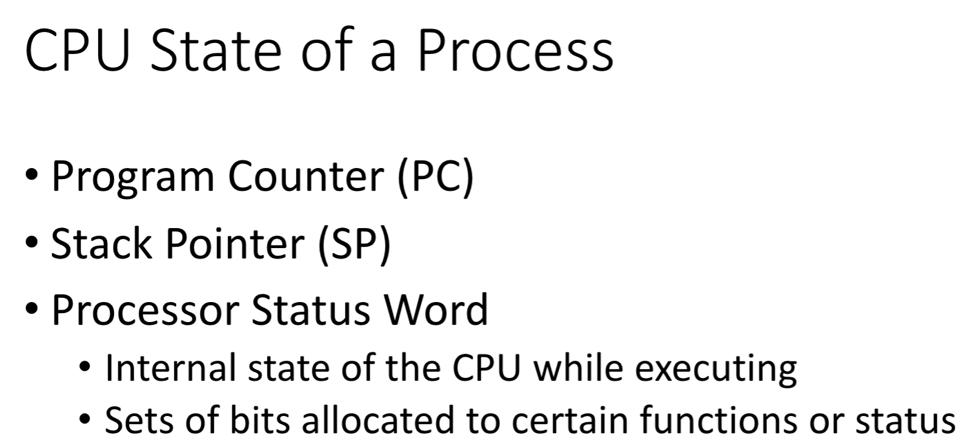 CPU State of a Process
• Program Counter (PC)
• Stack Pointer (SP)
• Processor Status Word
• Internal state of the CPU while executing
• Sets of bits allocated to certain functions or status